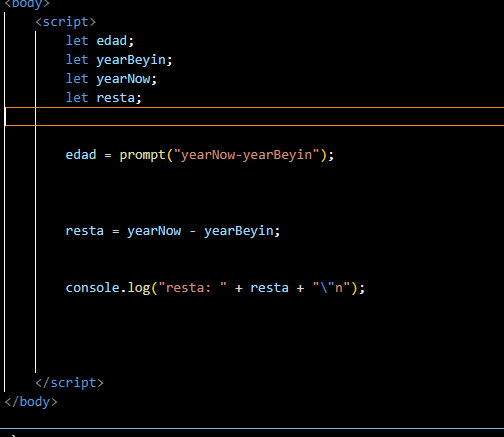 <body>
<script>
let edad;
let yearBeyin;
let yearNow;
let resta;
edad = prompt("yearNow-yearBeyin");
resta = yearNow - yearBeyin;
console.log("resta: " + resta + "\"n");
</script>
</body>